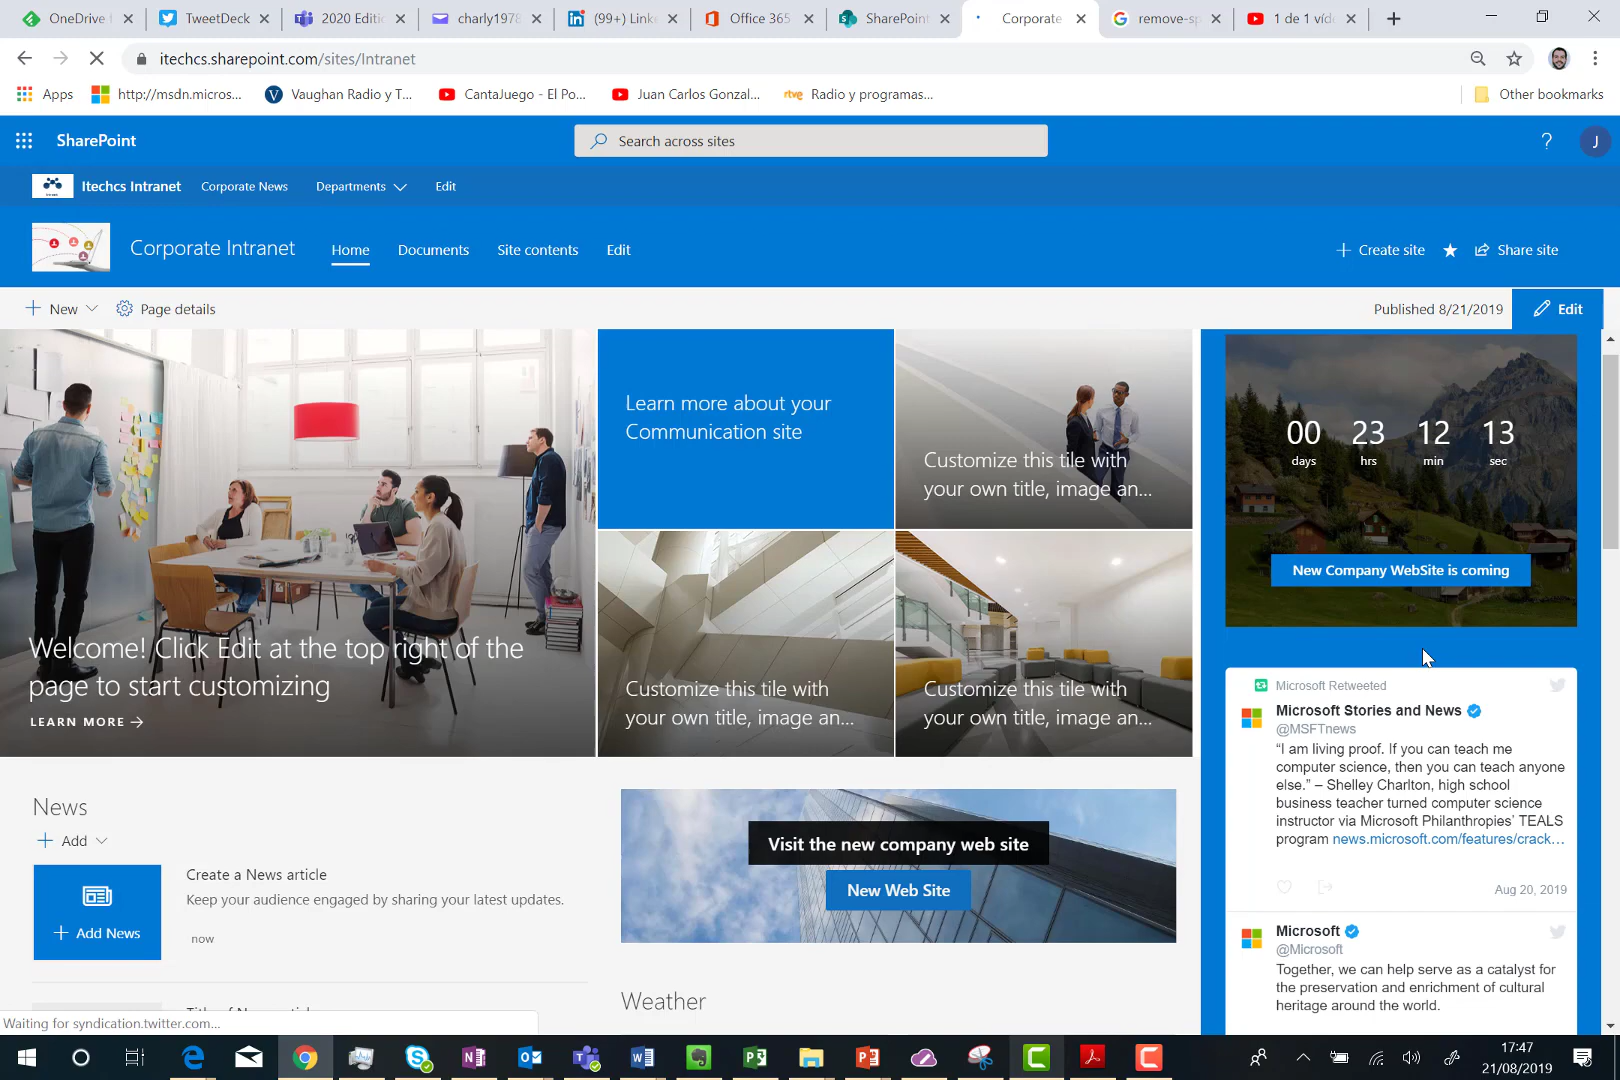 OneDrive
TweetDeck
2020 Editi
charly1978
(99+) Link
Office 365
SharePoint
Corporate
remove-sp
1 de 1 víd
itechcs.sharepoint.com/sites/Intranet
Apps
http://msdn.micros...
Vaughan Radio y T...
CantaJuego - El Po...
Juan Carlos Gonzal...
rtve
Radio y programas...
Other bookmarks
SharePoint
Search across sites
?
J
Itechcs Intranet
Corporate News
Departments
Edit
Corporate Intranet
Home
Documents
Site contents
Edit
Create site
Share site
New
Page details
Published 8/21/2019
Edit
Welcome! Click Edit at the top right of the
page to start customizing
LEARN MORE →
Learn more about your
Communication site
Customize this tile with
your own title, image an...
Customize this tile with
your own title, image an...
Customize this tile with
your own title, image an...
00 23 12 13
days hrs min sec
New Company WebSite is coming
Microsoft Retweeted
Microsoft Stories and News
@MSFTnews
“I am living proof. If you can teach me
computer science, then you can teach anyone
else.” – Shelley Charlton, high school
business teacher turned computer science
instructor via Microsoft Philanthropies’ TEALS
program news.microsoft.com/features/crack...
Aug 20, 2019
Microsoft
@Microsoft
Together, we can help serve as a catalyst for
the preservation and enrichment of cultural
heritage around the world.
News
Add
Add News
Create a News article
Keep your audience engaged by sharing your latest updates.
now
Visit the new company web site
New Web Site
Weather
Waiting for syndication.twitter.com...
17:47
21/08/2019